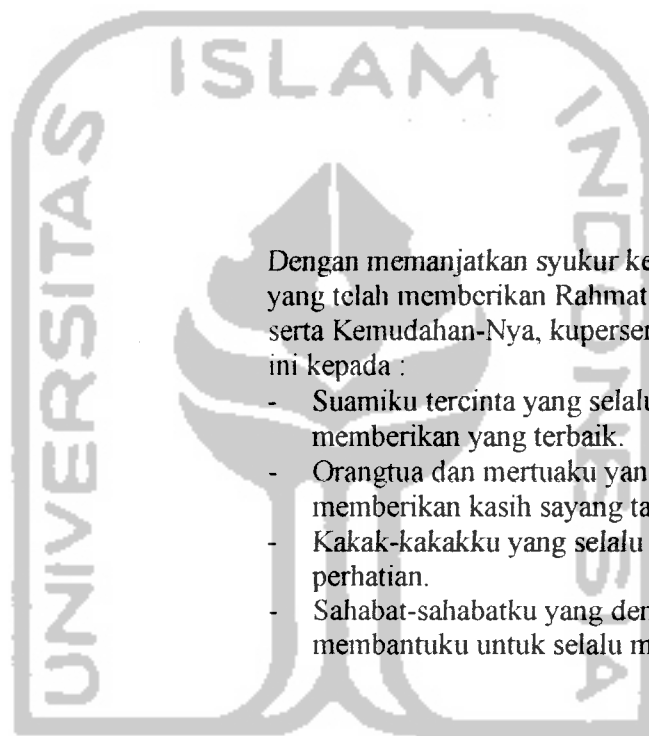 ISLAM
UNIVERSITAS
INDONESIA
Dengan memanjatkan syukur ke
yang telah memberikan Rahmat
serta Kemudahan-Nya, kuperser
ini kepada :
- Suamiku tercinta yang selalu
memberikan yang terbaik.
- Orangtua dan mertuaku yan
memberikan kasih sayang ta
- Kakak-kakakku yang selalu
perhatian.
- Sahabat-sahabatku yang der
membantuku untuk selalu m